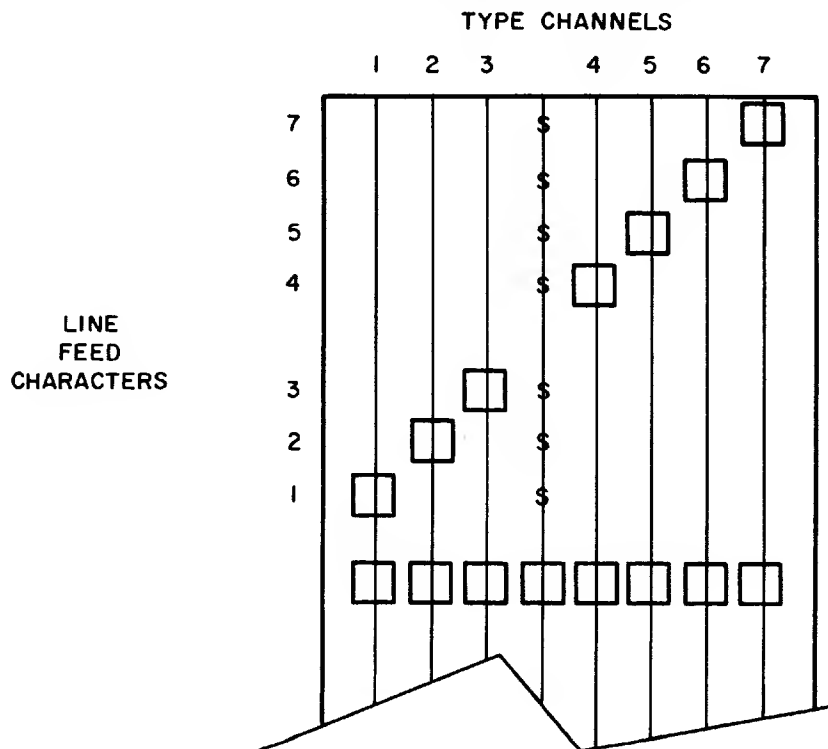 TYPE CHANNELS
1 2 3 4 5 6 7
7 $
6 $
5 $
4 $
LINE
FEED
CHARACTERS
3 $
2 $
1 $